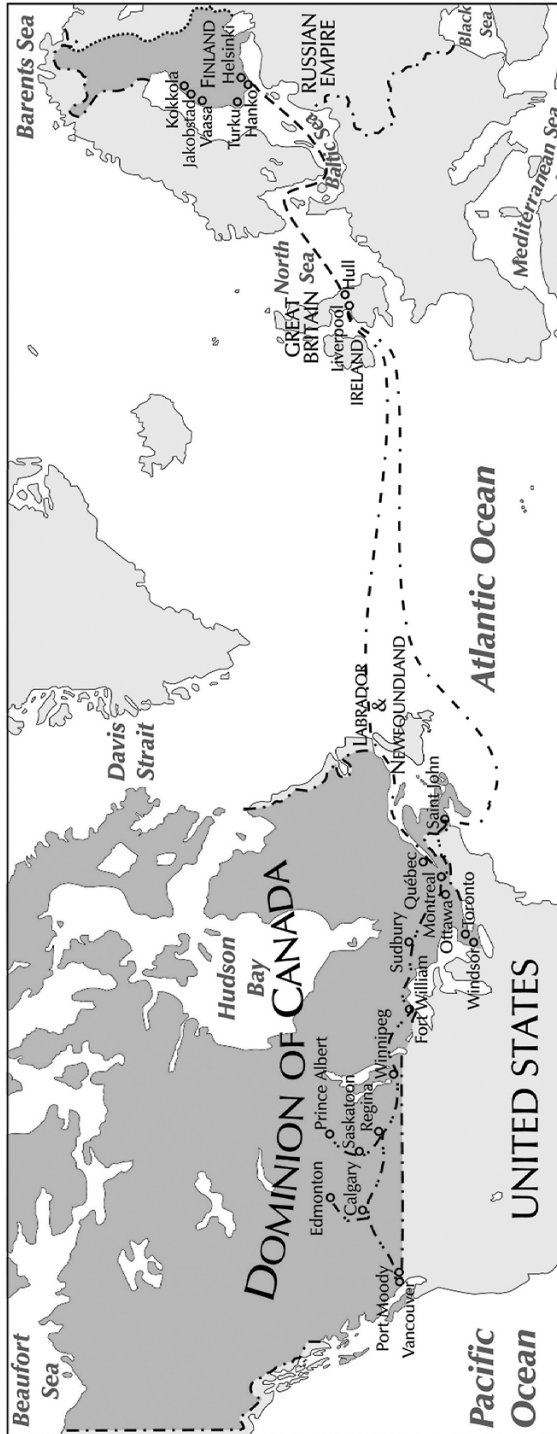 Beaufort
Sea
Davis
Strait
Barents Sea
Hudson
Bay
DOMINION OF CANADA
Edmonton
Prince Albert
Calgary
Saskatoon
Regina
Winnipeg
Port Moody
Vancouver
Fort William
Sudbury
Québec
Montreal
Ottawa
Toronto
Windsor
Saint John
LABRADOR
&
NEWFOUNDLAND
UNITED STATES
Pacific
Ocean
Atlantic Ocean
GREAT
BRITAIN
North
Sea
Liverpool
Hull
IRELAND
Kokkola
Jakobstad
Vaasa
Turku
Hanko
FINLAND
Helsinki
Baltic Sea
RUSSIAN
EMPIRE
Black
Sea
Mediterranean Sea